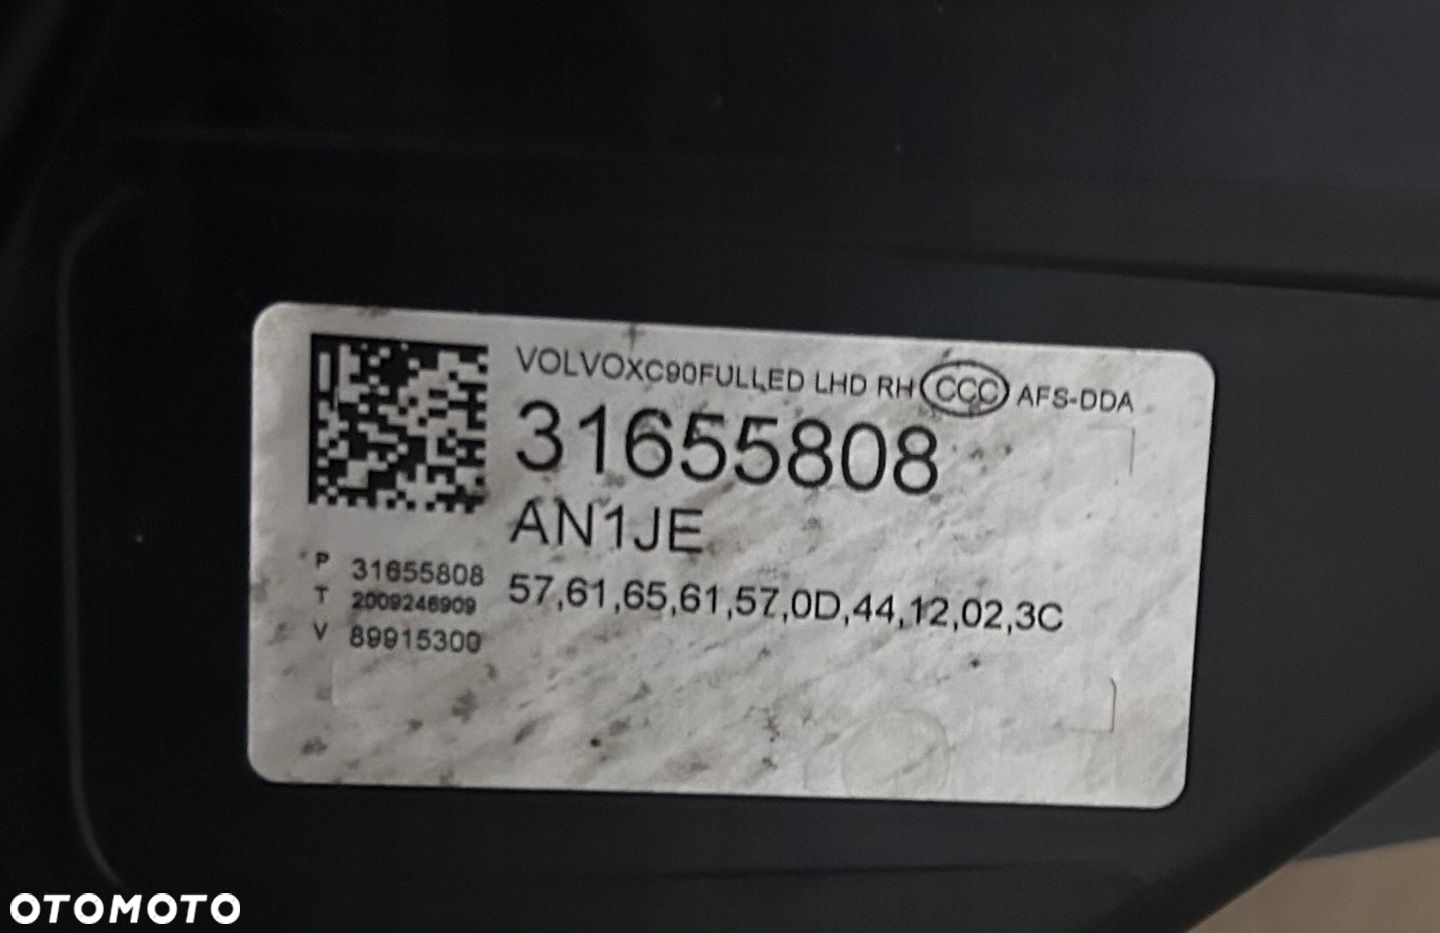 VOLVOXC90FULLED LHD RH CCC AFS-DDA
31655808
AN1JE
57,61,65,61,57,0D,44,12,02,3C
P 31655808
T 2009246909
V 89915300
OTOMOTO